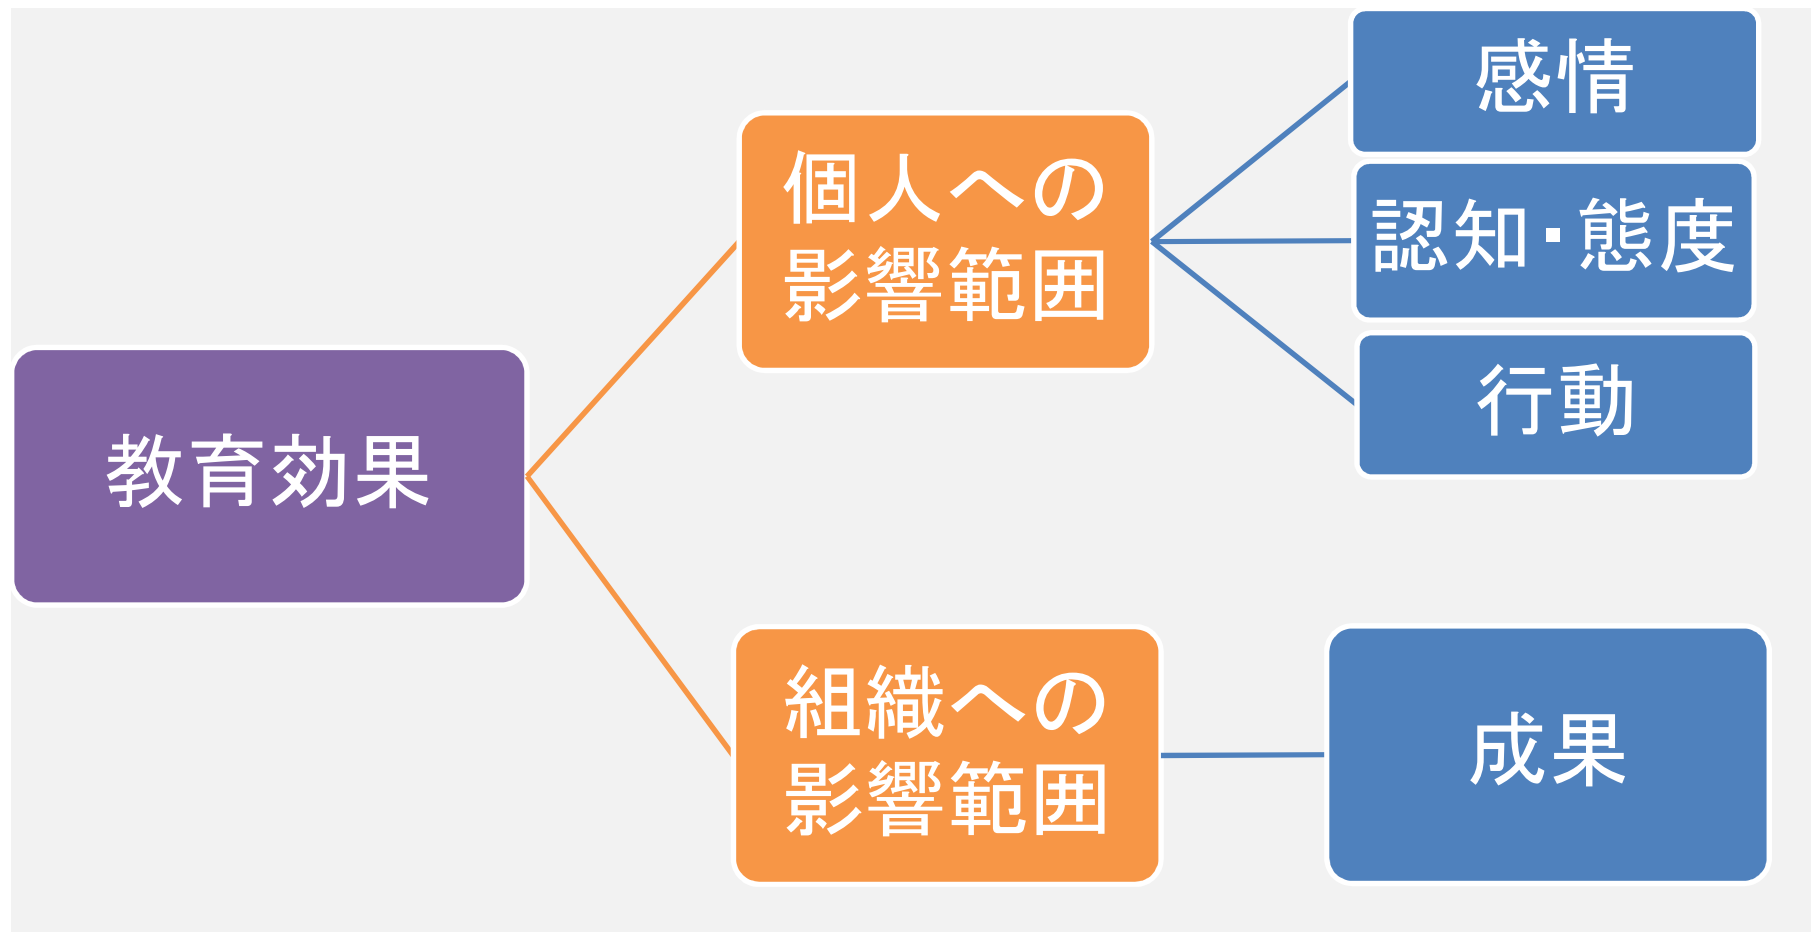 教育効果
個人への
影響範囲
感情
認知・態度
行動
組織への
影響範囲
成果